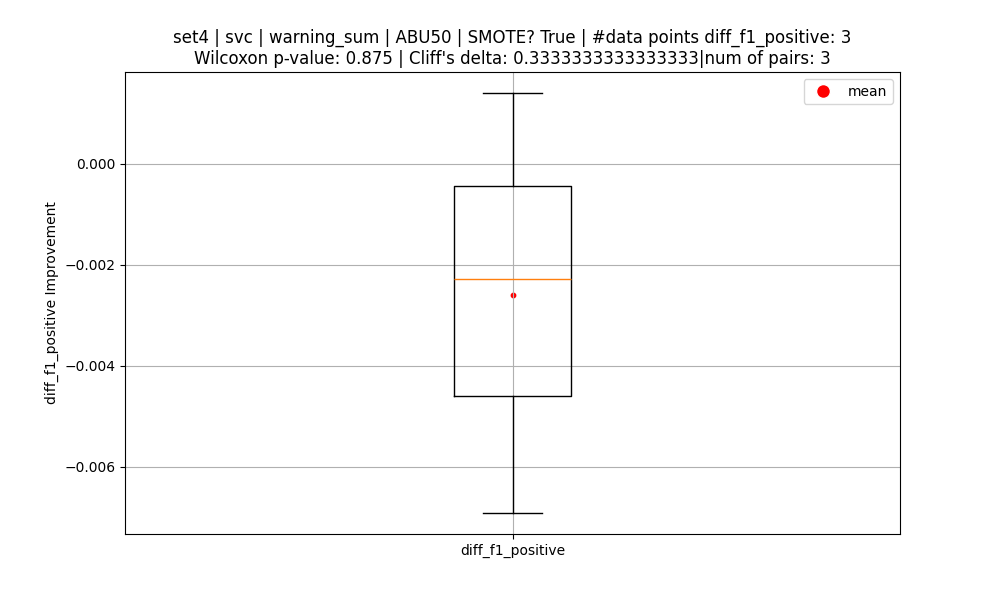 set4 | svc | warning_sum | ABU50 | SMOTE? True | #data points diff_f1_positive: 3
Wilcoxon p-value: 0.875 | Cliff's delta: 0.3333333333333333|num of pairs: 3
mean
0.000
−0.002
−0.004
−0.006
diff_f1_positive Improvement
diff_f1_positive